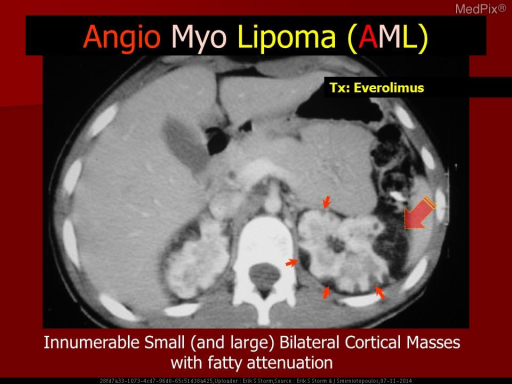 MedPix®
Angio Myo Lipoma (AML)
Tx: Everolimus
Innumerable Small (and large) Bilateral Cortical Masses
with fatty attenuation